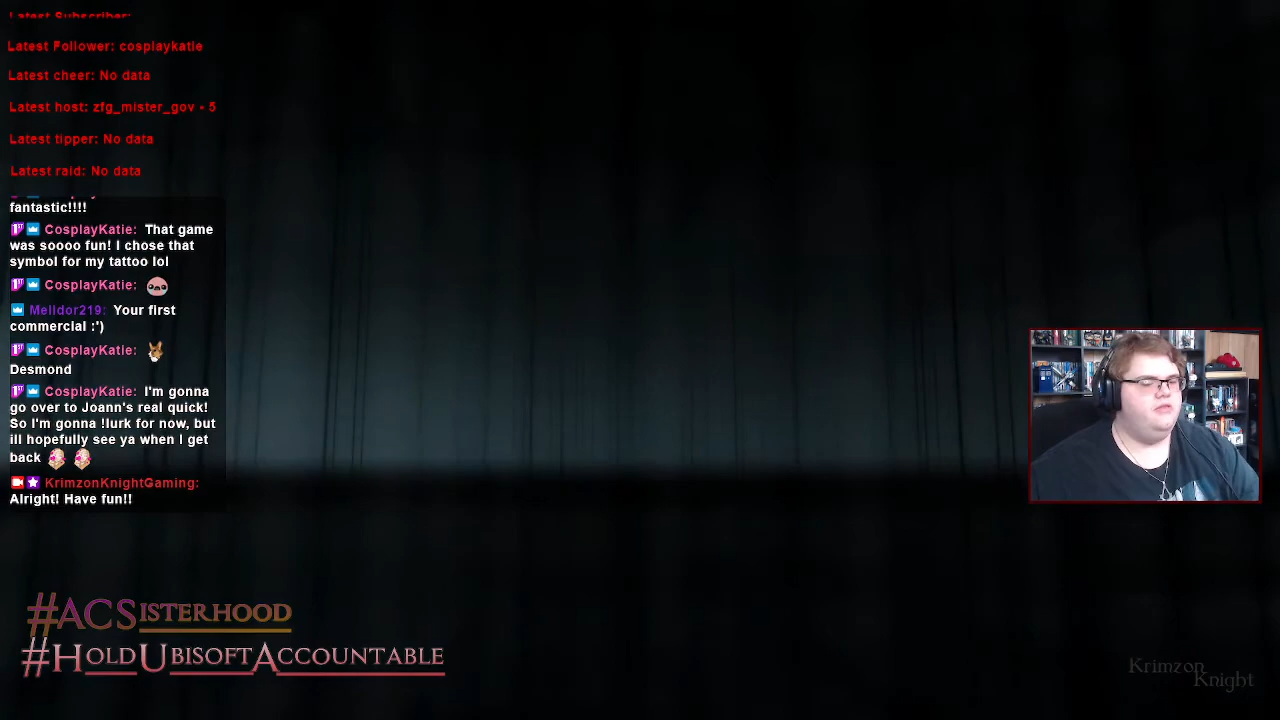 Latest Subscriber:
Latest Follower: cosplaykatie
Latest cheer: No data
Latest host: zfg_mister_gov - 5
Latest tipper: No data
Latest raid: No data
fantastic!!!!
CosplayKatie: That game
was soooo fun! I chose that
symbol for my tattoo lol
CosplayKatie:
Melldor219: Your first
commercial :')
CosplayKatie:
Desmond
CosplayKatie: I'm gonna
go over to Joann's real quick!
So I'm gonna !lurk for now, but
ill hopefully see ya when I get
back
KrimzonKnightGaming:
Alright! Have fun!!
#ACSisterhood
#HoldUbisoftAccountable
Krimzon
Knight